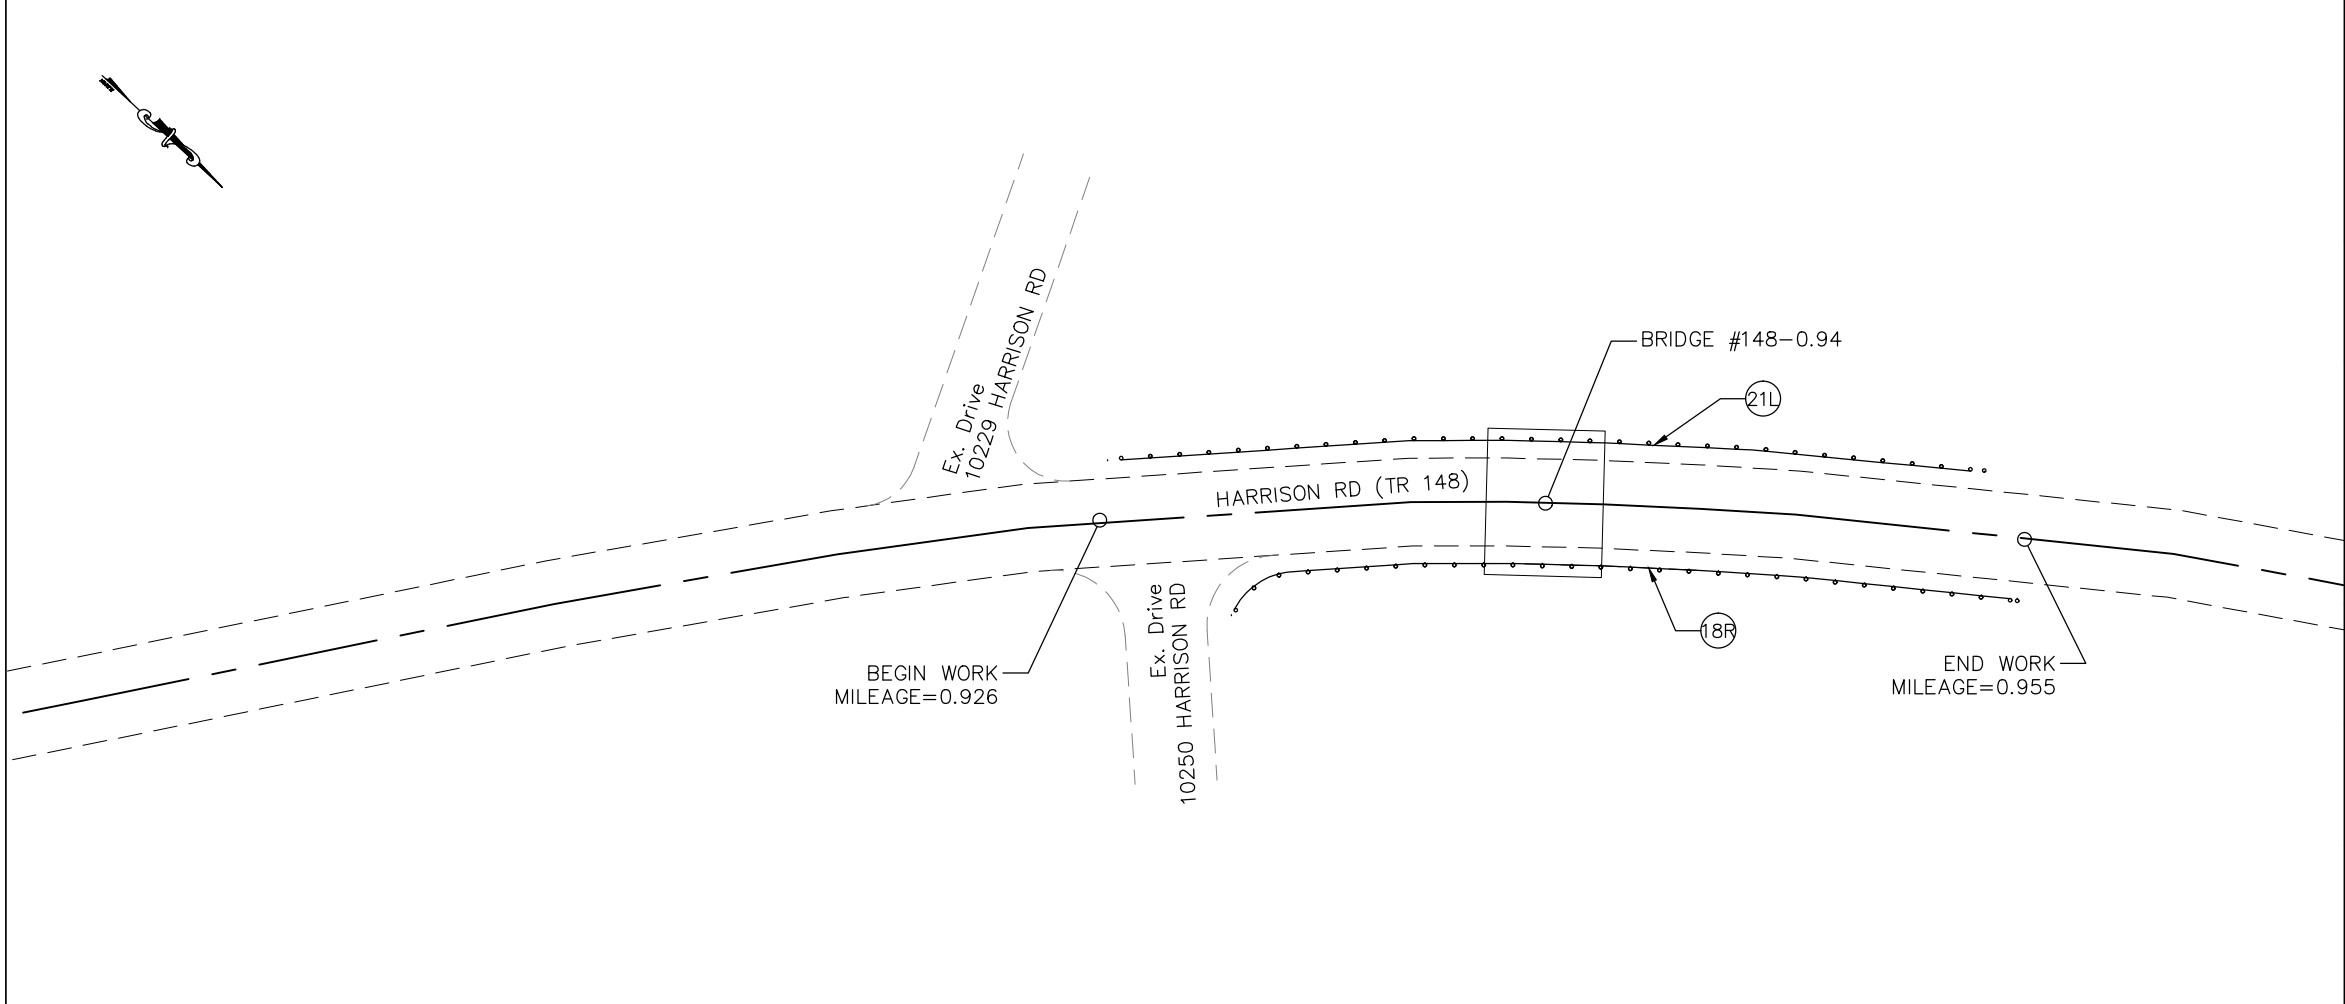 BRIDGE #148-0.94
21L
Ex. Drive
10229 HARRISON RD
HARRISON RD (TR 148)
Ex. Drive
10250 HARRISON RD
18R
BEGIN WORK
MILEAGE=0.926
END WORK
MILEAGE=0.955